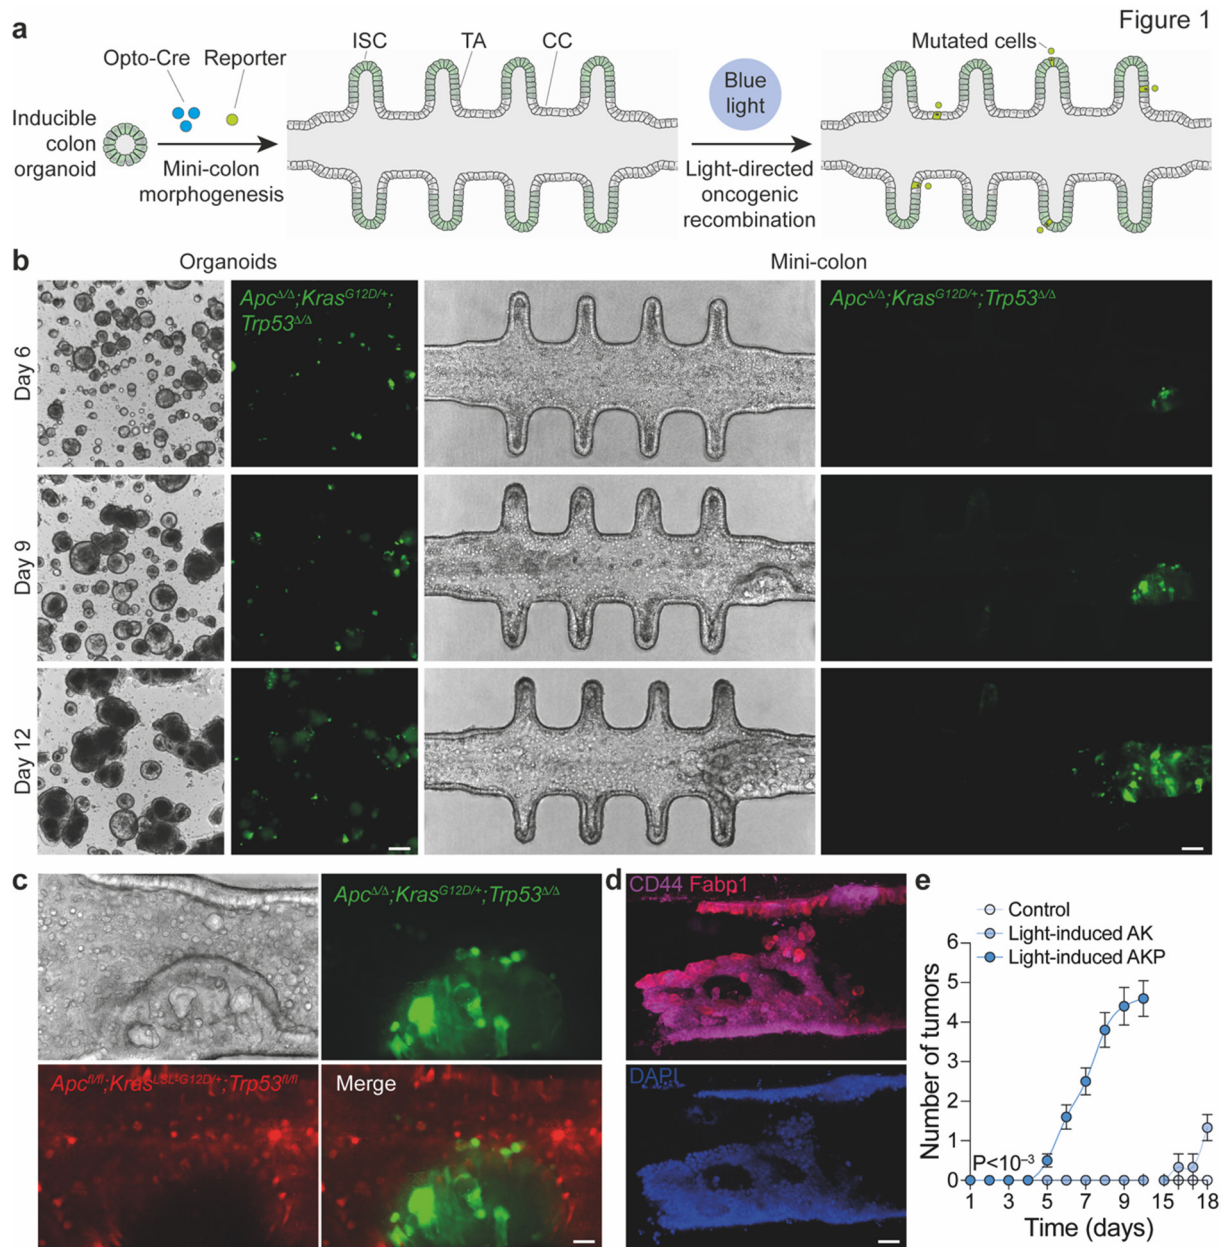 Figure 1
a
ISC TA CC
Opto-Cre Reporter
Inducible
colon
organoid
Mini-colon
morphogenesis
Blue
light
Light-directed
oncogenic
recombination
Mutated cells
b
Organoids
Mini-colon
Day 6
Apc^Δ/Δ;Kras^G12D/+;
Trp53^Δ/Δ
Apc^Δ/Δ;Kras^G12D/+;Trp53^Δ/Δ
Day 9
Day 12
c
Apc^Δ/Δ;Kras^G12D/+;Trp53^Δ/Δ
Apc^fl/fl;Kras^LSL-G12D/+;Trp53^fl/fl
Merge
d
CD44 Fabp1
DAPI
e
Control
Light-induced AK
Light-induced AKP
Number of tumors
6
5
4
3
2
1
0
P<10^–3
1 3 5 7 9 15 18
Time (days)